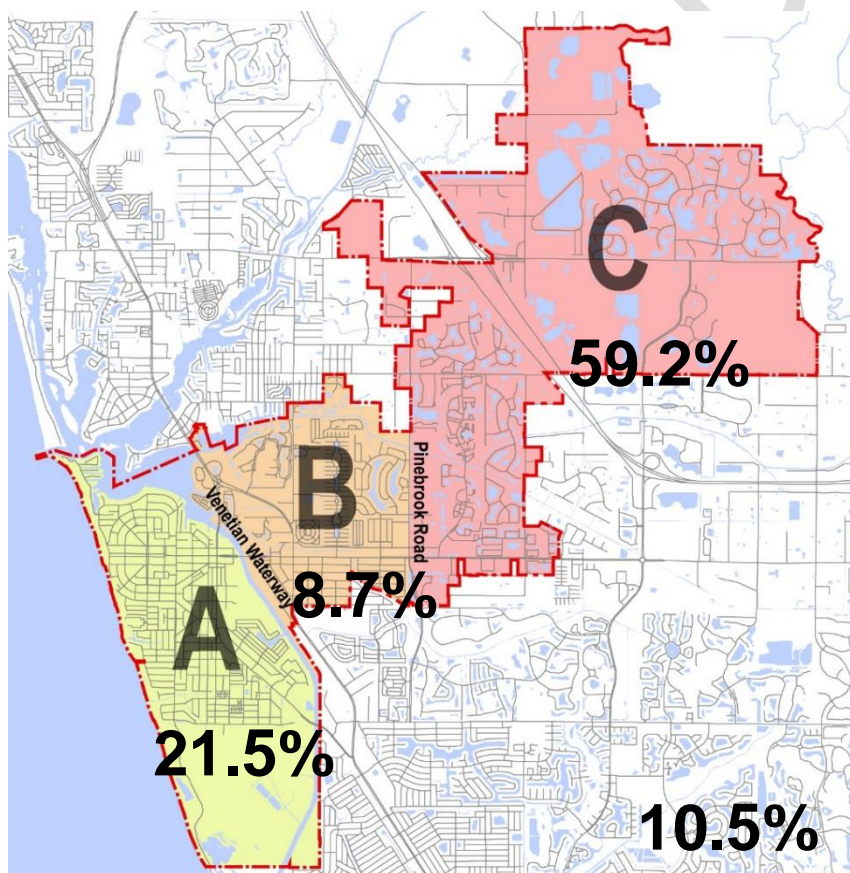 C
59.2%
B
Pinebrook Road
Venetian Waterway
8.7%
A
21.5%
10.5%